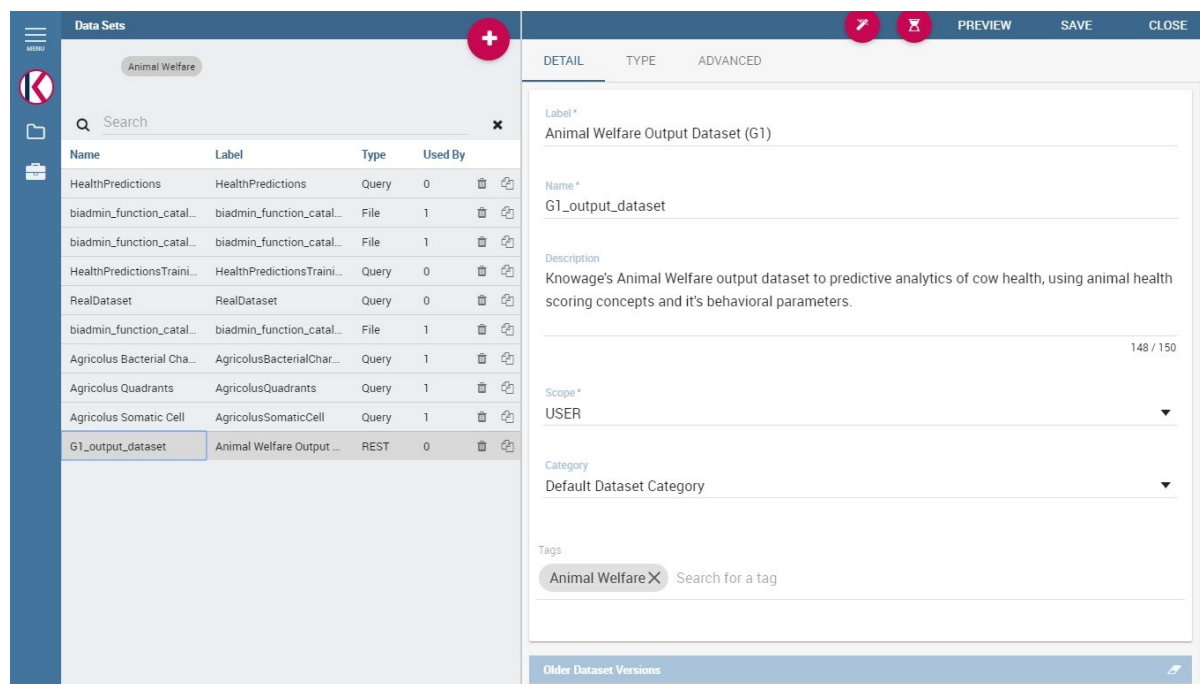 MENU
Data Sets
Animal Welfare
Search
Name Label Type Used By
HealthPredictions HealthPredictions Query 0
biadmin_function_catal... biadmin_function_catal... File 1
biadmin_function_catal... biadmin_function_catal... File 1
HealthPredictionsTraini... HealthPredictionsTraini... Query 0
RealDataset RealDataset Query 0
biadmin_function_catal... biadmin_function_catal... File 1
Agricolus Bacterial Cha... AgricolusBacterialChar... Query 1
Agricolus Quadrants AgricolusQuadrants Query 1
Agricolus Somatic Cell AgricolusSomaticCell Query 1
G1_output_dataset Animal Welfare Output ... REST 0
PREVIEW SAVE CLOSE
DETAIL TYPE ADVANCED
Label *
Animal Welfare Output Dataset (G1)
Name *
G1_output_dataset
Description
Knowage's Animal Welfare output dataset to predictive analytics of cow health, using animal health
scoring concepts and it's behavioral parameters.
148 / 150
Scope *
USER
Category
Default Dataset Category
Tags
Animal Welfare Search for a tag
Older Dataset Versions